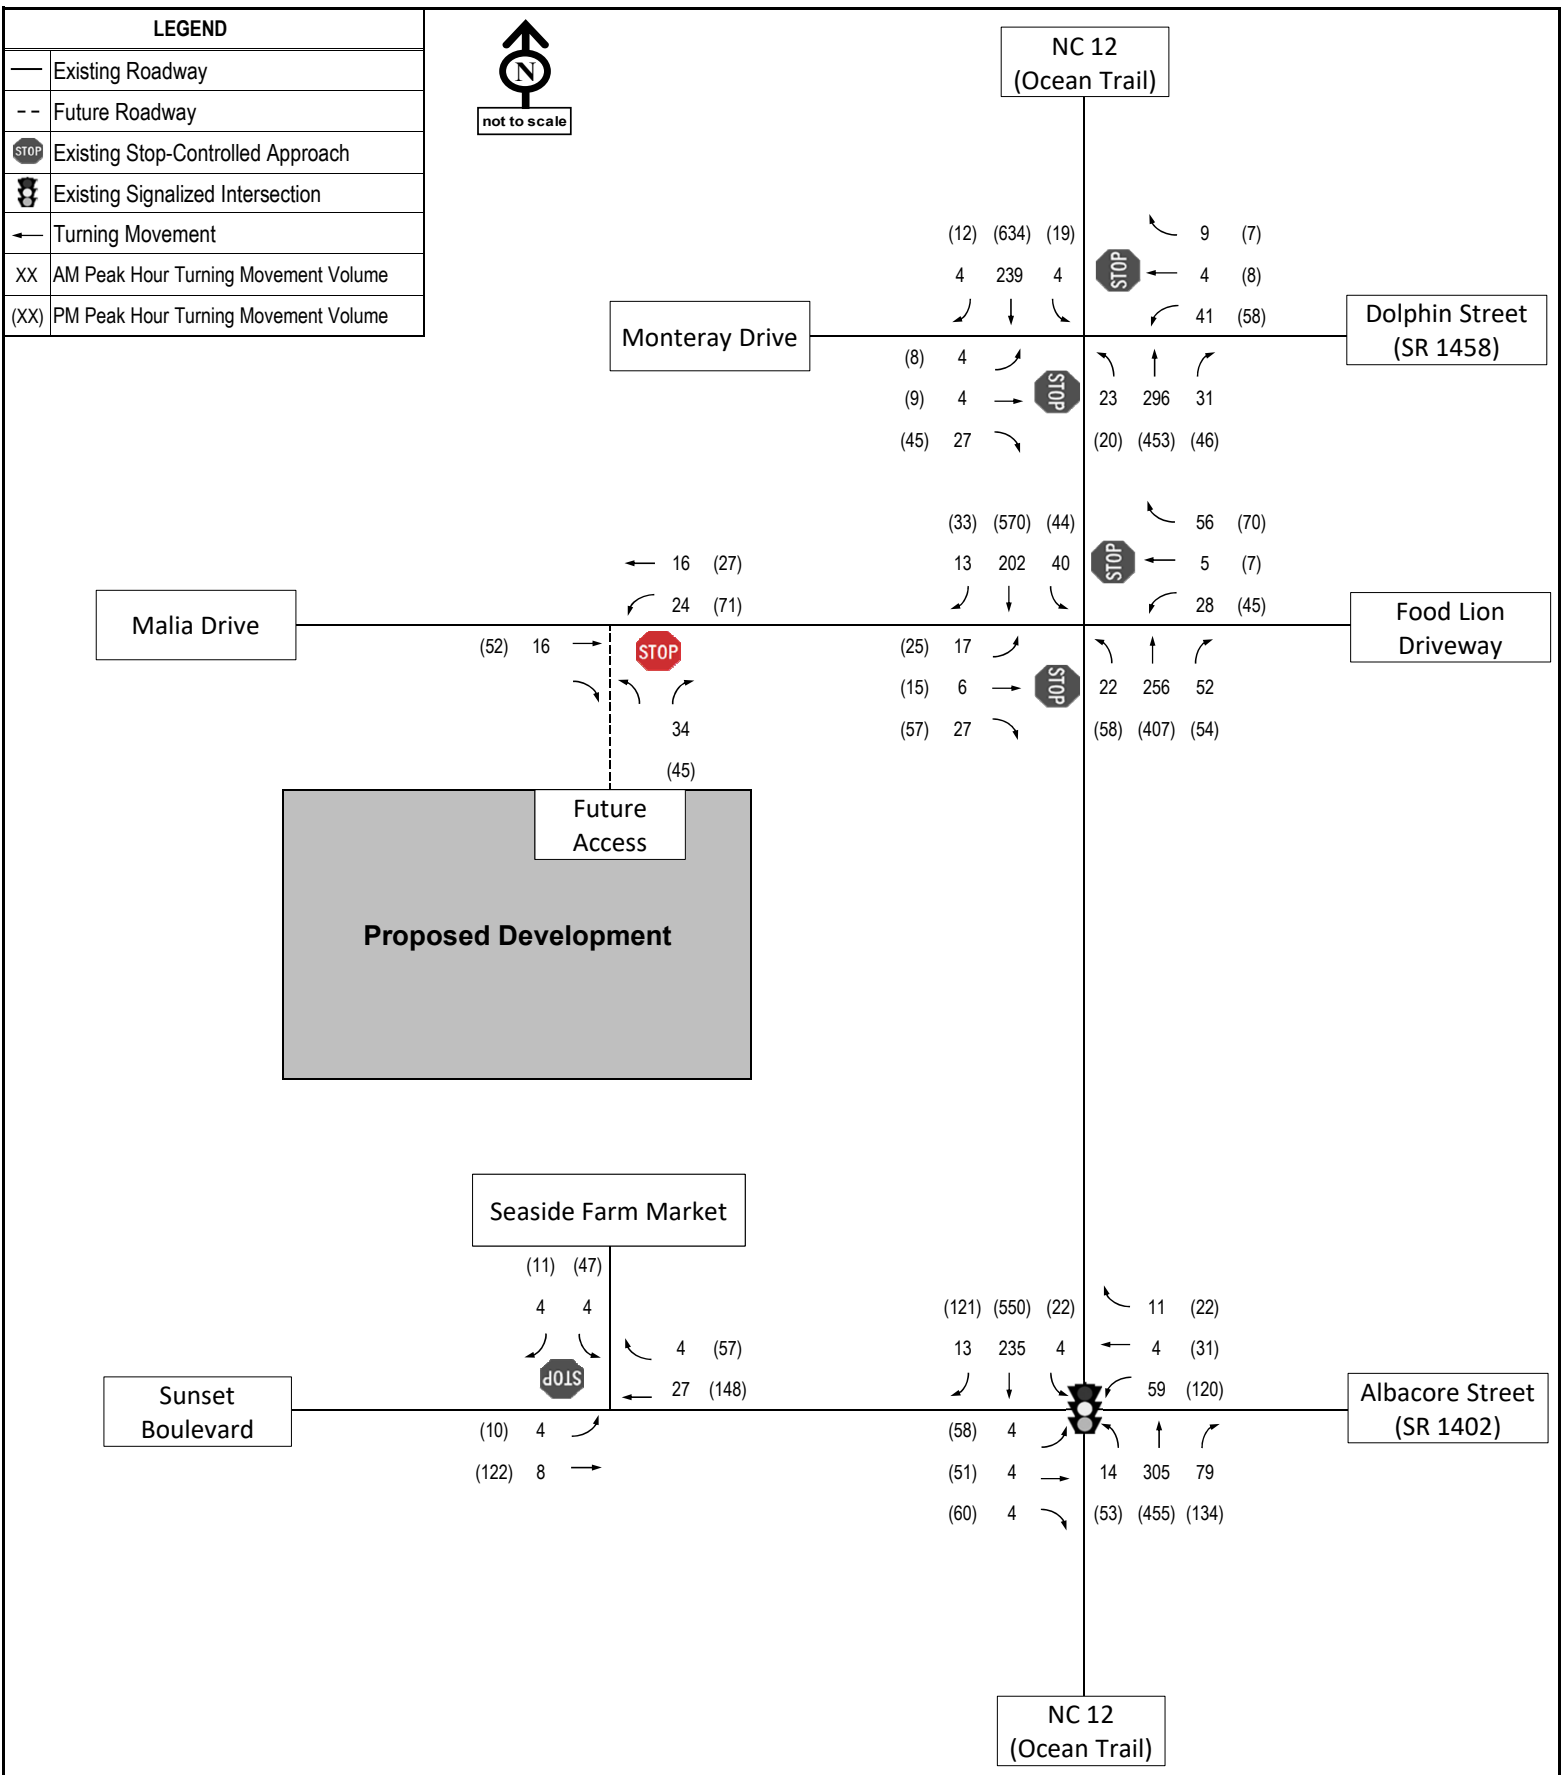 LEGEND
Existing Roadway
Future Roadway
STOP Existing Stop-Controlled Approach
Existing Signalized Intersection
Turning Movement
XX AM Peak Hour Turning Movement Volume
(XX) PM Peak Hour Turning Movement Volume
N
not to scale
NC 12
(Ocean Trail)
(12) (634) (19)
4 239 4
STOP
9 (7)
4 (8)
41 (58)
Monteray Drive
Dolphin Street
(SR 1458)
(8) 4
(9) 4
(45) 27
STOP
23 296 31
(20) (453) (46)
(33) (570) (44)
13 202 40
STOP
56 (70)
5 (7)
28 (45)
16 (27)
24 (71)
Malia Drive
Food Lion
Driveway
(52) 16
STOP
34
(45)
(25) 17
(15) 6
(57) 27
STOP
22 256 52
(58) (407) (54)
Future
Access
Proposed Development
Seaside Farm Market
(11) (47)
4 4
STOP
4 (57)
27 (148)
Sunset
Boulevard
(10) 4
(122) 8
(121) (550) (22)
13 235 4
11 (22)
4 (31)
59 (120)
Albacore Street
(SR 1402)
(58) 4
(51) 4
(60) 4
14 305 79
(53) (455) (134)
NC 12
(Ocean Trail)